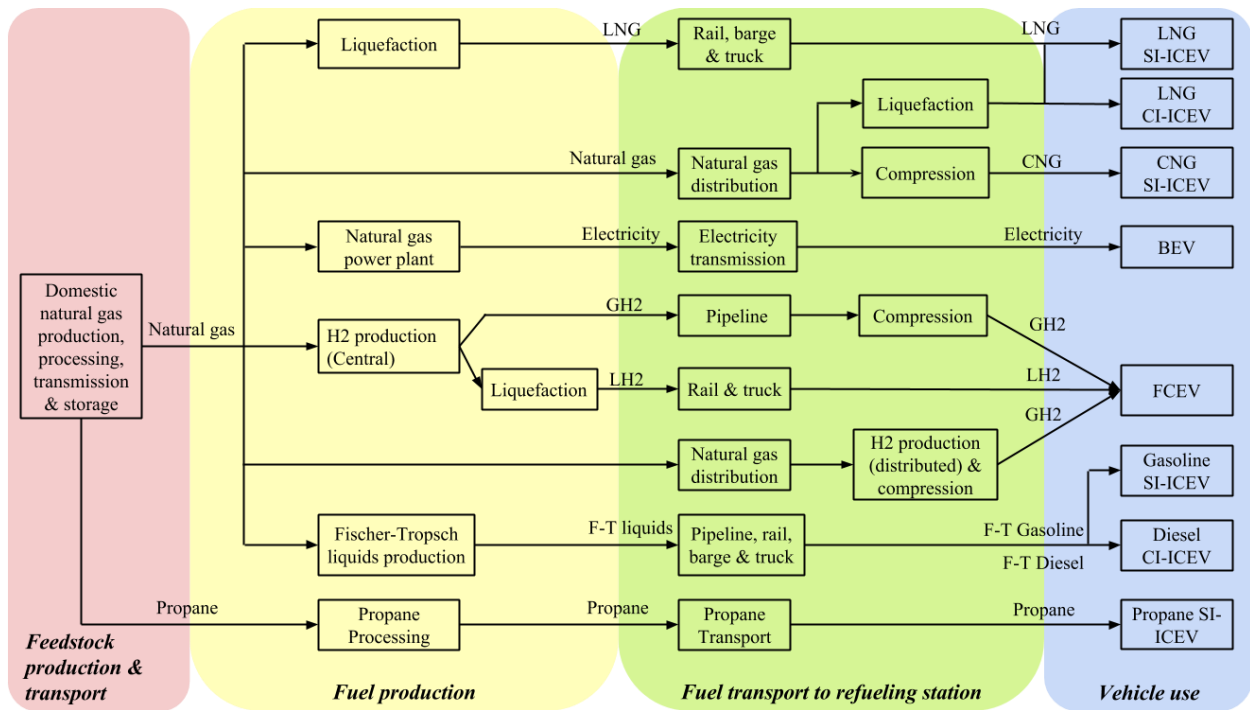 LNG
LNG
Liquefaction
Rail, barge
& truck
LNG
SI-ICEV
Liquefaction
LNG
CI-ICEV
Natural gas
Natural gas
distribution
Compression
CNG
CNG
SI-ICEV
Natural gas
power plant
Electricity
Electricity
transmission
Electricity
BEV
Domestic
natural gas
production,
processing,
transmission
& storage
Natural gas
H2 production
(Central)
GH2
Pipeline
Compression
GH2
Liquefaction
LH2
Rail & truck
LH2
GH2
FCEV
Natural gas
distribution
H2 production
(distributed) &
compression
Gasoline
SI-ICEV
Fischer-Tropsch
liquids production
F-T liquids
Pipeline, rail,
barge & truck
F-T Gasoline
F-T Diesel
Diesel
CI-ICEV
Propane
Propane
Processing
Propane
Propane
Transport
Propane
Propane SI-
ICEV
Feedstock
production &
transport
Fuel production
Fuel transport to refueling station
Vehicle use